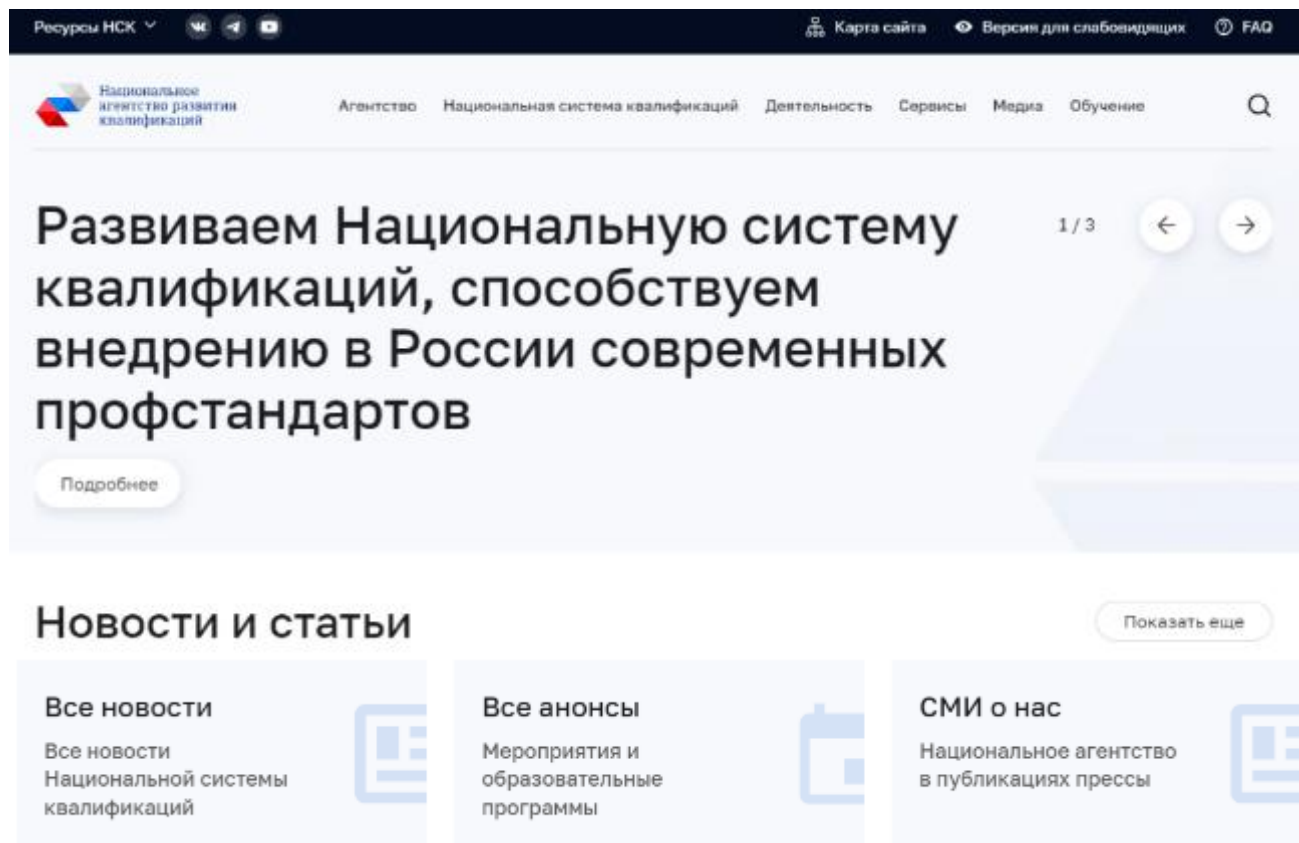 Ресурсы НСК
Карта сайта
Версия для слабовидящих
FAQ
Национальное
агентство развития
квалификаций
Агентство
Национальная система квалификаций
Деятельность
Сервисы
Медиа
Обучение
Развиваем Национальную систему
квалификаций, способствуем
внедрению в России современных
профстандартов
1 / 3
Подробнее
Новости и статьи
Показать еще
Все новости
Все новости
Национальной системы
квалификаций
Все анонсы
Мероприятия и
образовательные
программы
СМИ о нас
Национальное агентство
в публикациях прессы